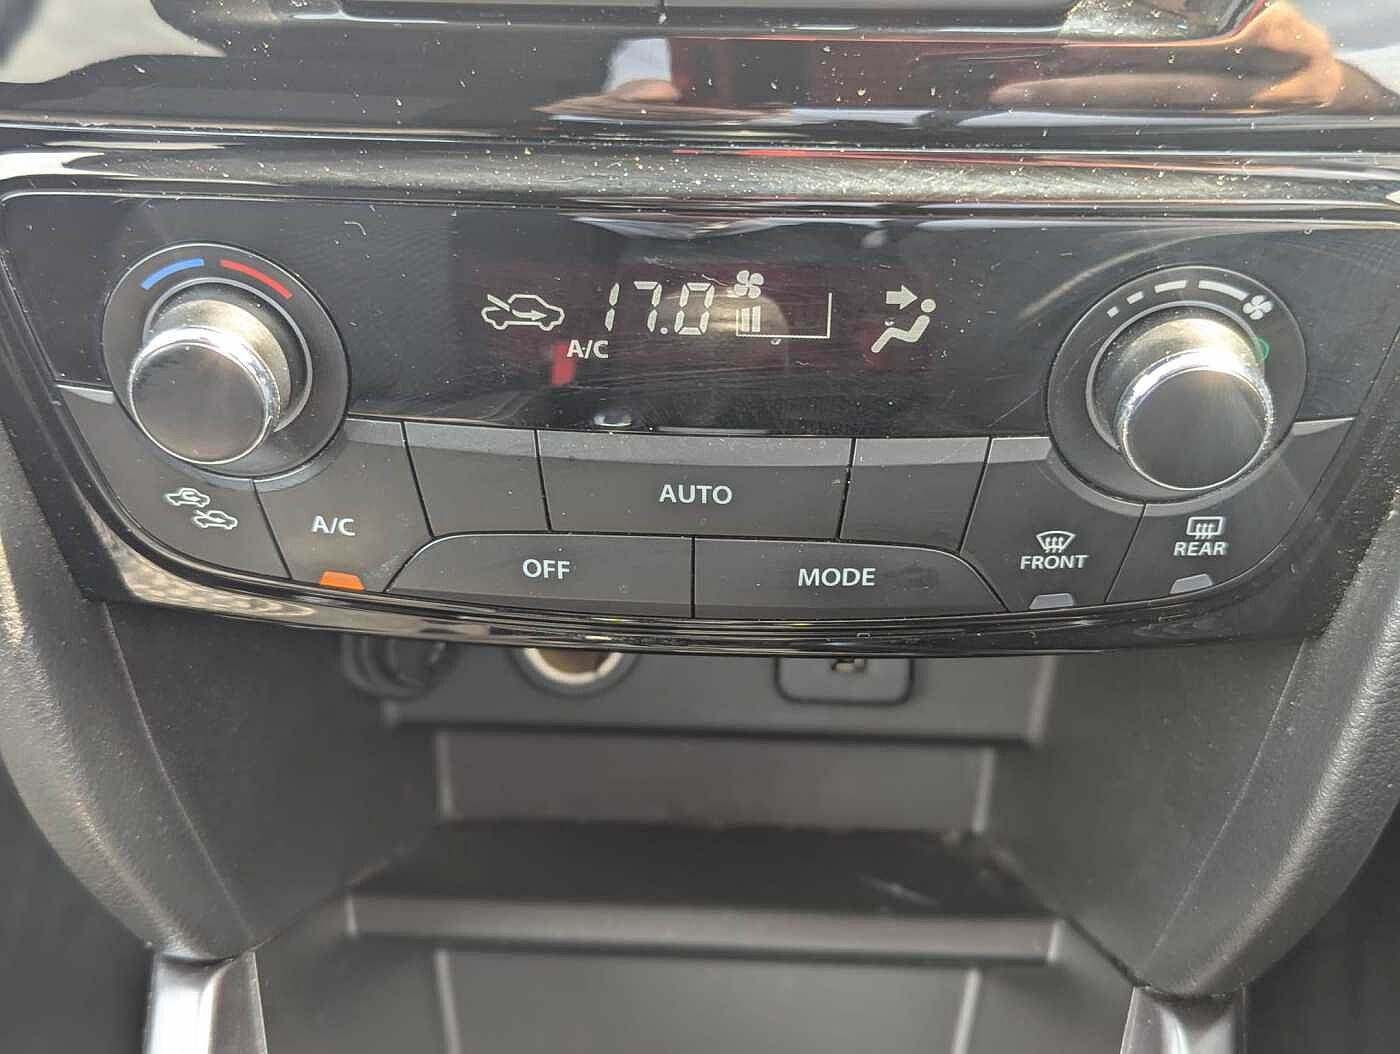 17.0
A/C
A/C
AUTO
OFF
MODE
FRONT
REAR